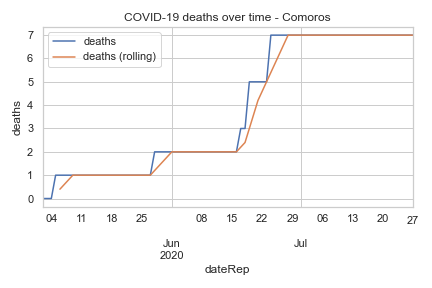 COVID-19 deaths over time - Comoros
deaths
deaths (rolling)
7
6
5
4
3
2
1
0
deaths
04 11 18 25 08 15 22 29 06 13 20 27
Jun Jul
2020
dateRep